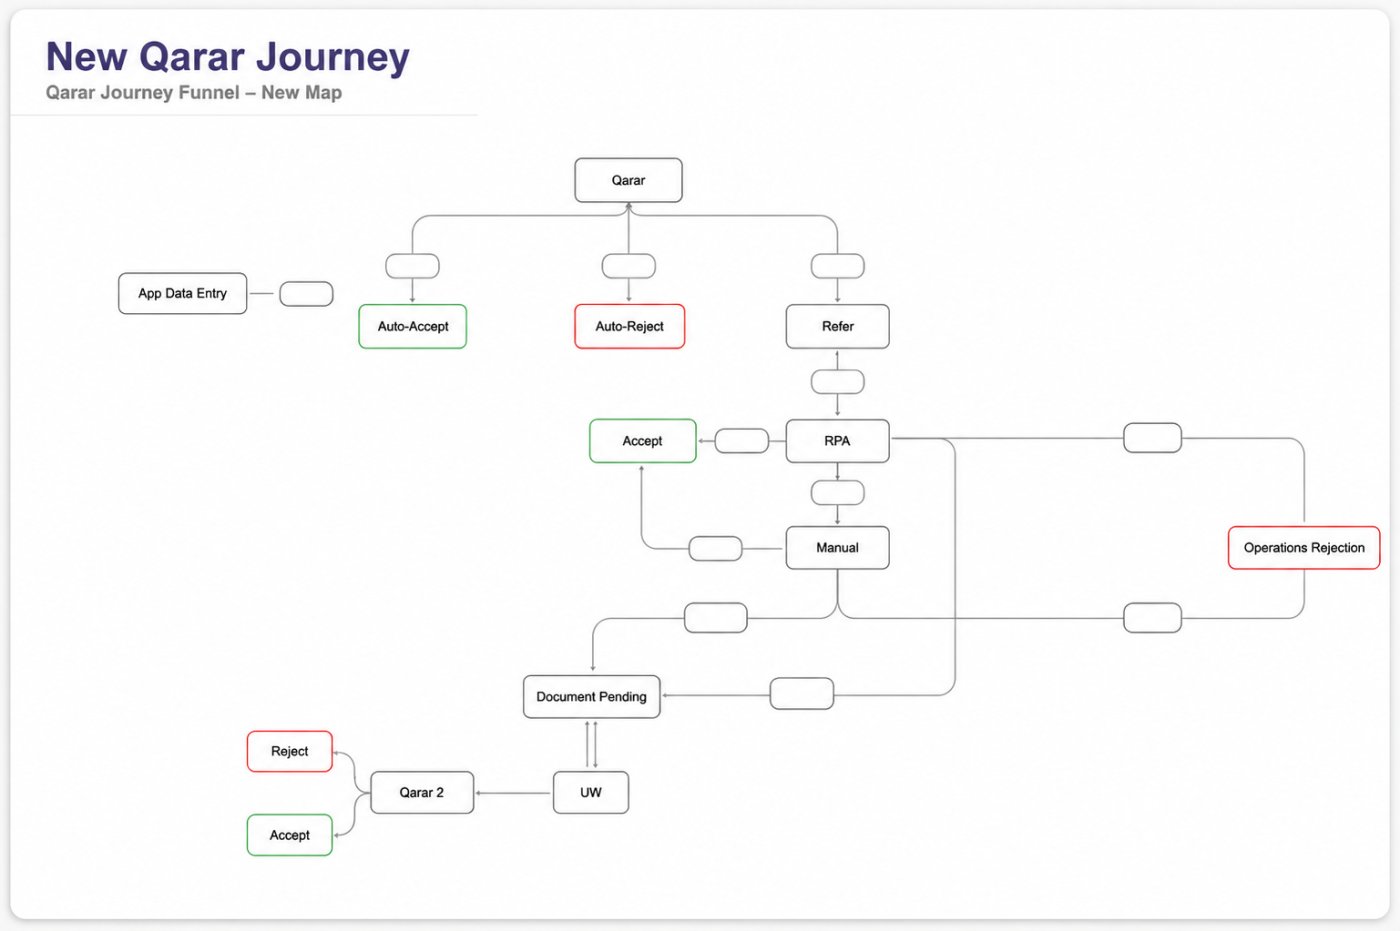 New Qarar Journey
Qarar Journey Funnel – New Map
Qarar
App Data Entry
Auto-Accept
Auto-Reject
Refer
Accept
RPA
Manual
Operations Rejection
Document Pending
Reject
Qarar 2
UW
Accept